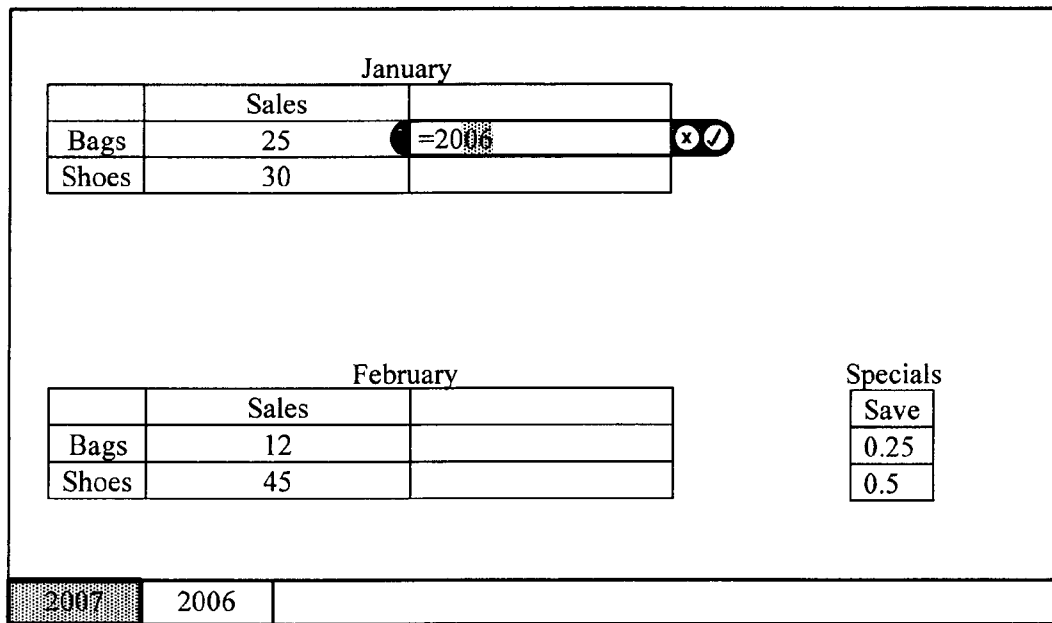 January
Sales
Bags 25 =2006 x ✓
Shoes 30
February
Sales
Bags 12
Shoes 45
Specials
Save
0.25
0.5
2007 2006